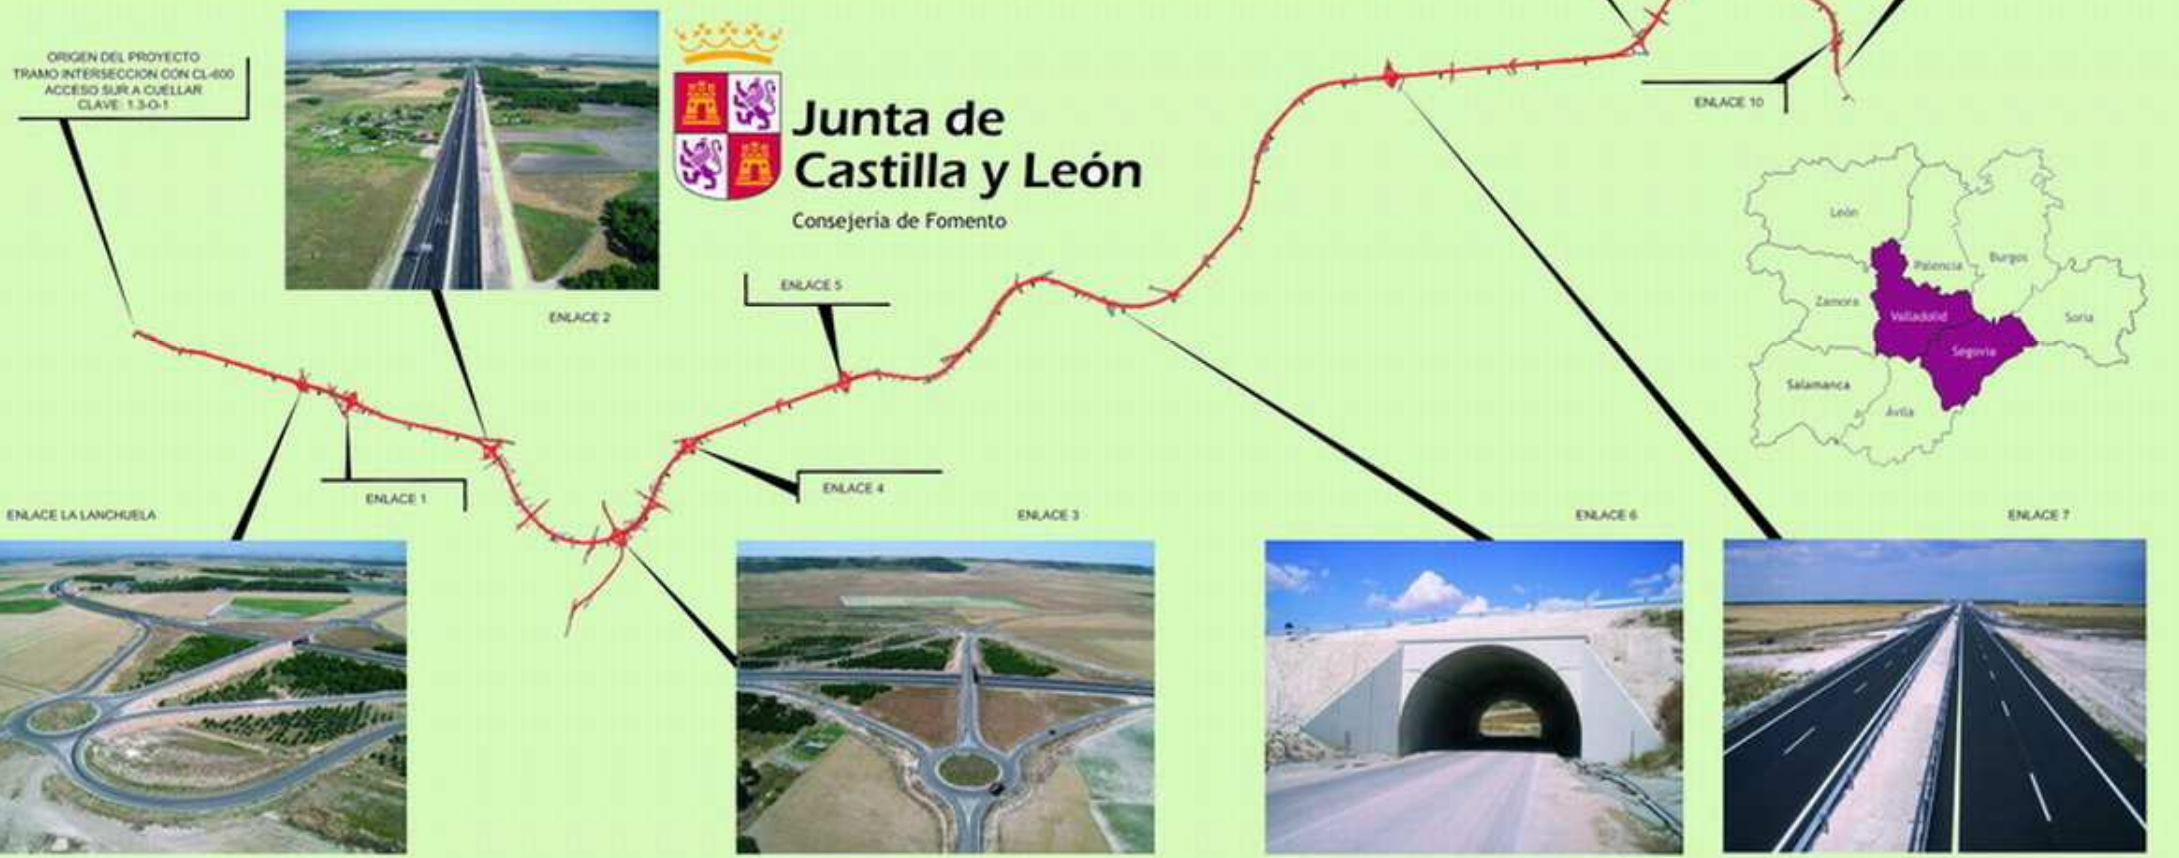 ORIGEN DEL PROYECTO
TRAMO INTERSECCION CON CL-600
ACCESO SUR A CUELLAR
CLAVE: 1.3-O-1
Junta de
Castilla y León
Consejería de Fomento
ENLACE 10
ENLACE 5
ENLACE 2
León
Palencia
Burgos
Zamora
Valladolid
Soria
Segovia
Salamanca
Ávila
ENLACE 1
ENLACE 4
ENLACE LA LANCHUELA
ENLACE 3
ENLACE 6
ENLACE 7